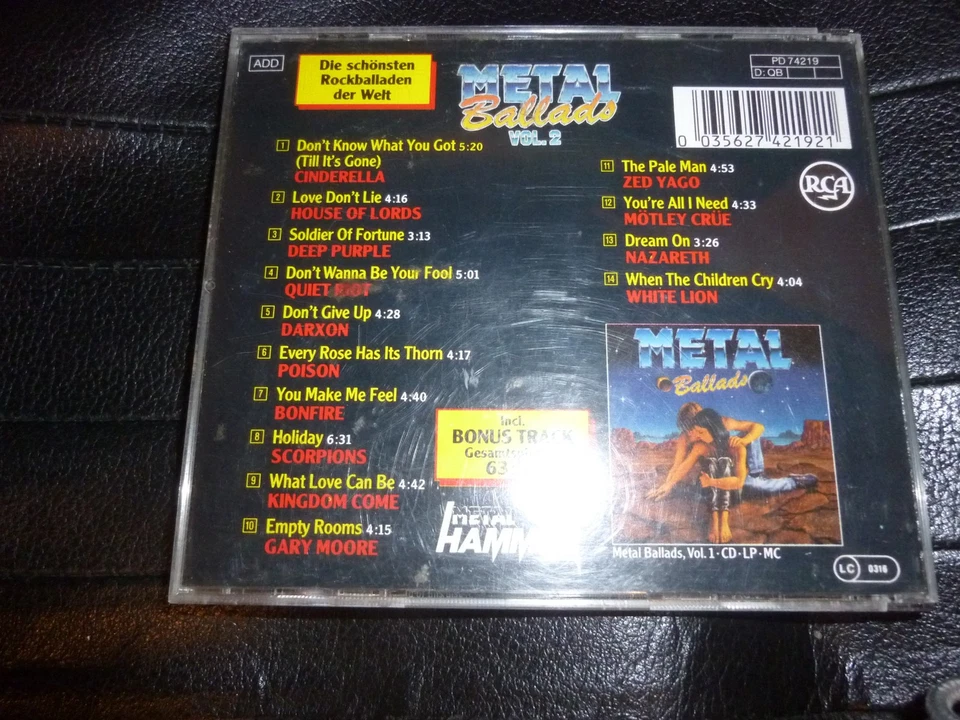 ADD
Die schönsten
Rockballaden
der Welt
METAL
Ballads
VOL. 2
PD 74219
D: QB
0 035627 421921
RCA
1 Don't Know What You Got 5:20
(Till It's Gone)
CINDERELLA
2 Love Don't Lie 4:16
HOUSE OF LORDS
3 Soldier Of Fortune 3:13
DEEP PURPLE
4 Don't Wanna Be Your Fool 5:01
QUIET RIOT
5 Don't Give Up 4:28
DARXON
6 Every Rose Has Its Thorn 4:17
POISON
7 You Make Me Feel 4:40
BONFIRE
8 Holiday 6:31
SCORPIONS
9 What Love Can Be 4:42
KINGDOM COME
10 Empty Rooms 4:15
GARY MOORE
11 The Pale Man 4:53
ZED YAGO
12 You're All I Need 4:33
MÖTLEY CRÜE
13 Dream On 3:26
NAZARETH
14 When The Children Cry 4:04
WHITE LION
Incl.
BONUS TRACK
63
METAL
METAL
Ballads
Metal Ballads, Vol. 1 · CD · LP · MC
LC 0316